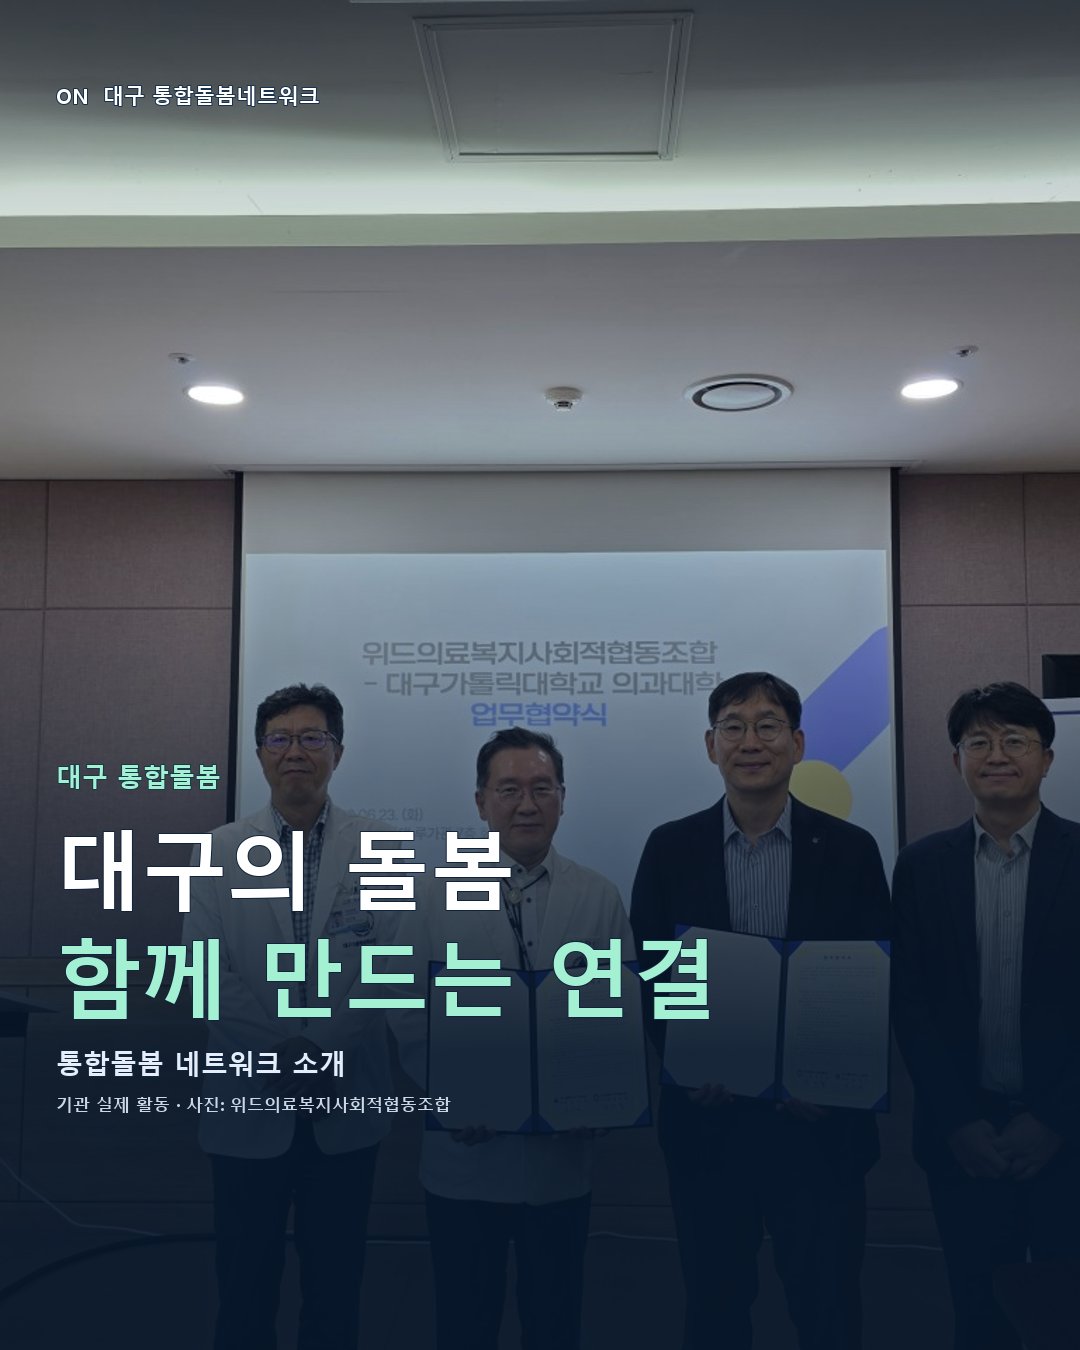 ON 대구 통합돌봄네트워크
위드의료복지사회적협동조합
- 대구가톨릭대학교 의과대학
업무협약식
06.23. (화)
대구 통합돌봄
대구의 돌봄
함께 만드는 연결
통합돌봄 네트워크 소개
기관 실제 활동 · 사진: 위드의료복지사회적협동조합